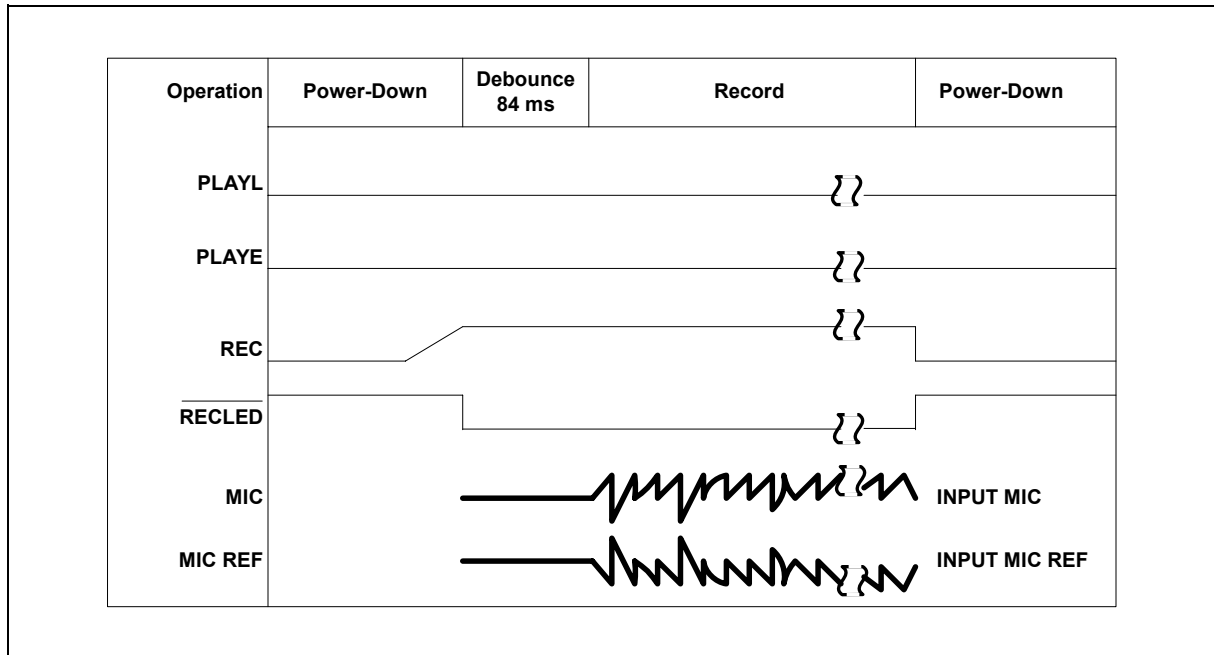 Operation Power-Down Debounce 84 ms Record Power-Down
PLAYL
PLAYE
REC
RECLED
MIC INPUT MIC
MIC REF INPUT MIC REF